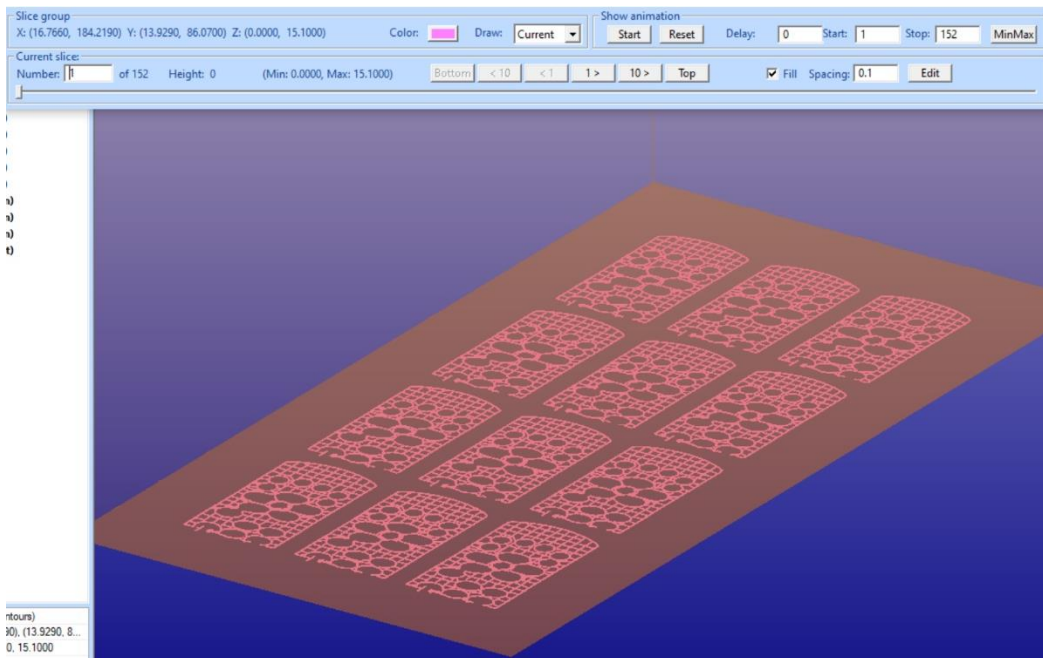 Slice group
X: (16.7660, 184.2190) Y: (13.9290, 86.0700) Z: (0.0000, 15.1000) Color: Draw: Current
Show animation
Start Reset Delay: 0 Start: 1 Stop: 152 MinMax
Current slice:
Number: 1 of 152 Height: 0 (Min: 0.0000, Max: 15.1000) Bottom < 10 < 1 1 > 10 > Top Fill Spacing: 0.1 Edit
)
)
)
)
)
n)
n)
n)
t)
ntours)
90), (13.9290, 8...
0, 15.1000